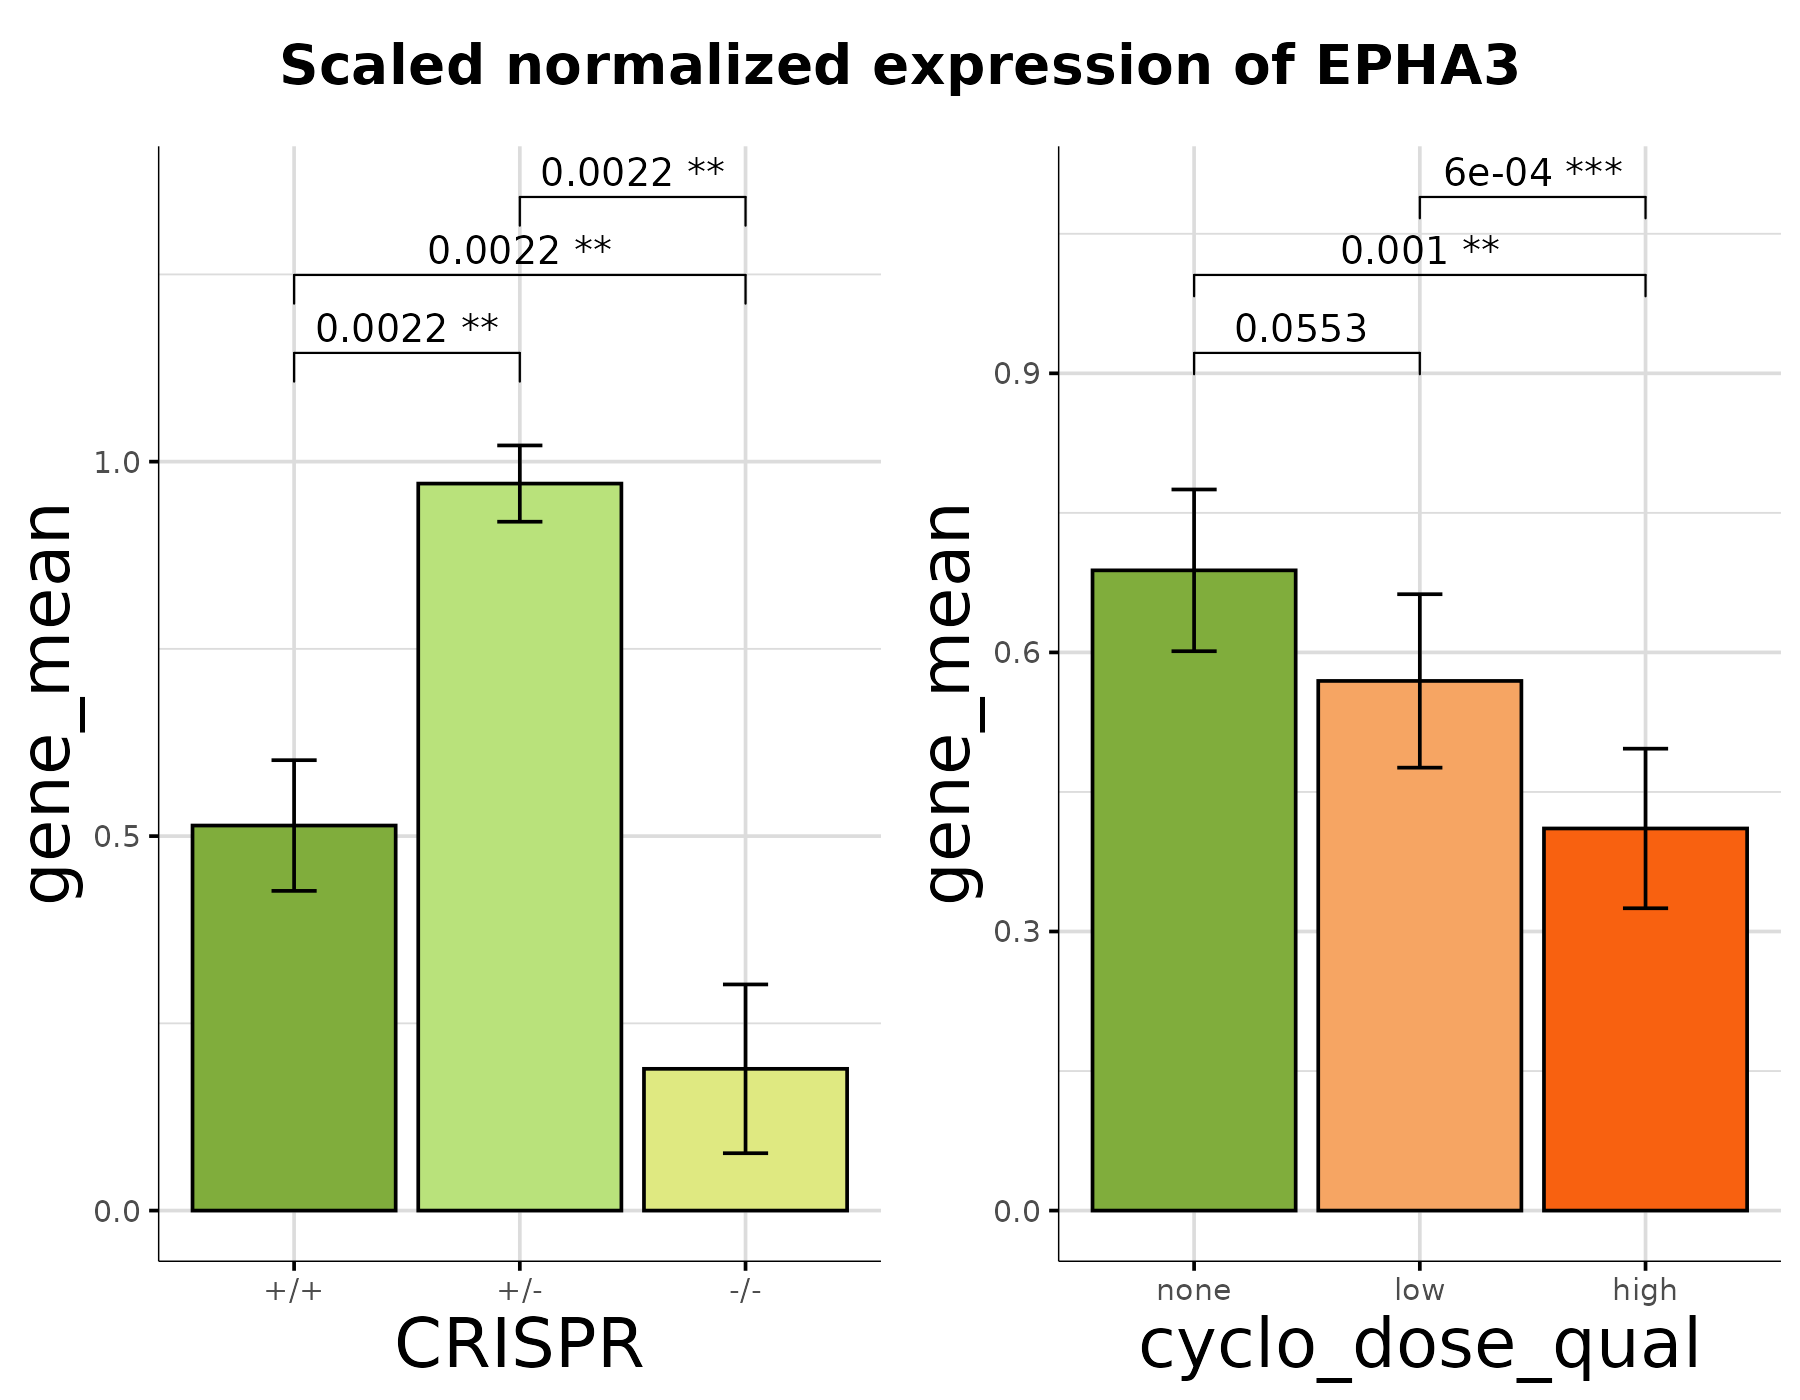 Scaled normalized expression of EPHA3
0.0022 **
0.0022 **
0.0022 **
1.0
0.5
0.0
gene_mean
+/+ +/- -/-
CRISPR
6e-04 ***
0.001 **
0.0553
0.9
0.6
0.3
0.0
gene_mean
none low high
cyclo_dose_qual